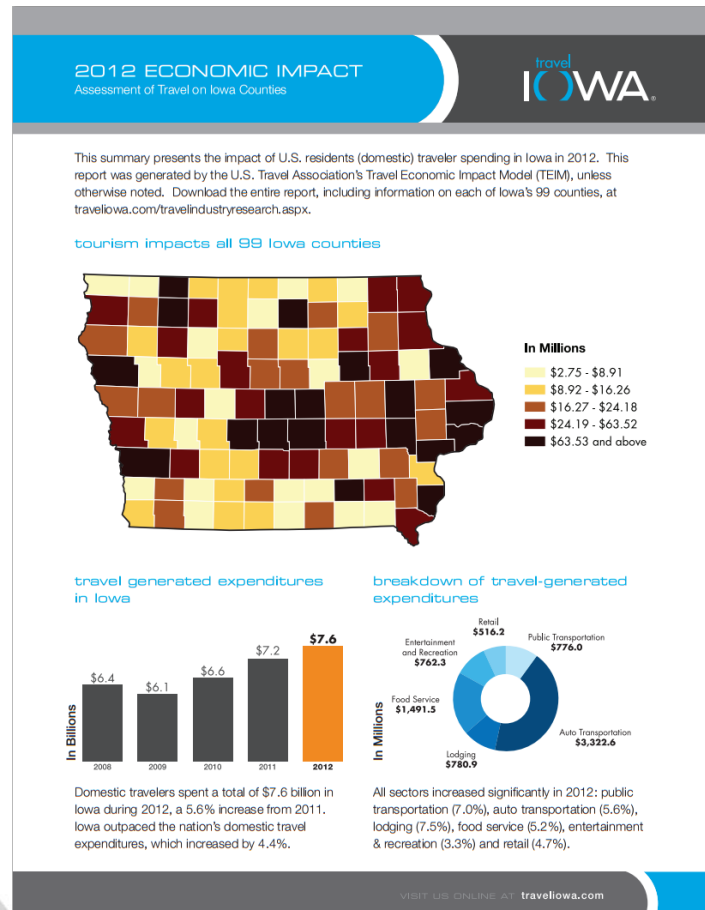 2012 ECONOMIC IMPACT
Assessment of Travel on Iowa Counties
travel
IOWA®
This summary presents the impact of U.S. residents (domestic) traveler spending in Iowa in 2012.  This
report was generated by the U.S. Travel Association's Travel Economic Impact Model (TEIM), unless
otherwise noted.  Download the entire report, including information on each of Iowa's 99 counties, at
traveliowa.com/travelindustryresearch.aspx.
tourism impacts all 99 Iowa counties
In Millions
$2.75 - $8.91
$8.92 - $16.26
$16.27 - $24.18
$24.19 - $63.52
$63.53 and above
travel generated expenditures
in Iowa
In Billions
$6.4
$6.1
$6.6
$7.2
$7.6
2008
2009
2010
2011
2012
Domestic travelers spent a total of $7.6 billion in
Iowa during 2012, a 5.6% increase from 2011.
Iowa outpaced the nation's domestic travel
expenditures, which increased by 4.4%.
breakdown of travel-generated
expenditures
In Millions
Retail
$516.2
Public Transportation
$776.0
Entertainment
and Recreation
$762.3
Food Service
$1,491.5
Auto Transportation
$3,322.6
Lodging
$780.9
All sectors increased significantly in 2012: public
transportation (7.0%), auto transportation (5.6%),
lodging (7.5%), food service (5.2%), entertainment
& recreation (3.3%) and retail (4.7%).
VISIT US ONLINE AT traveliowa.com